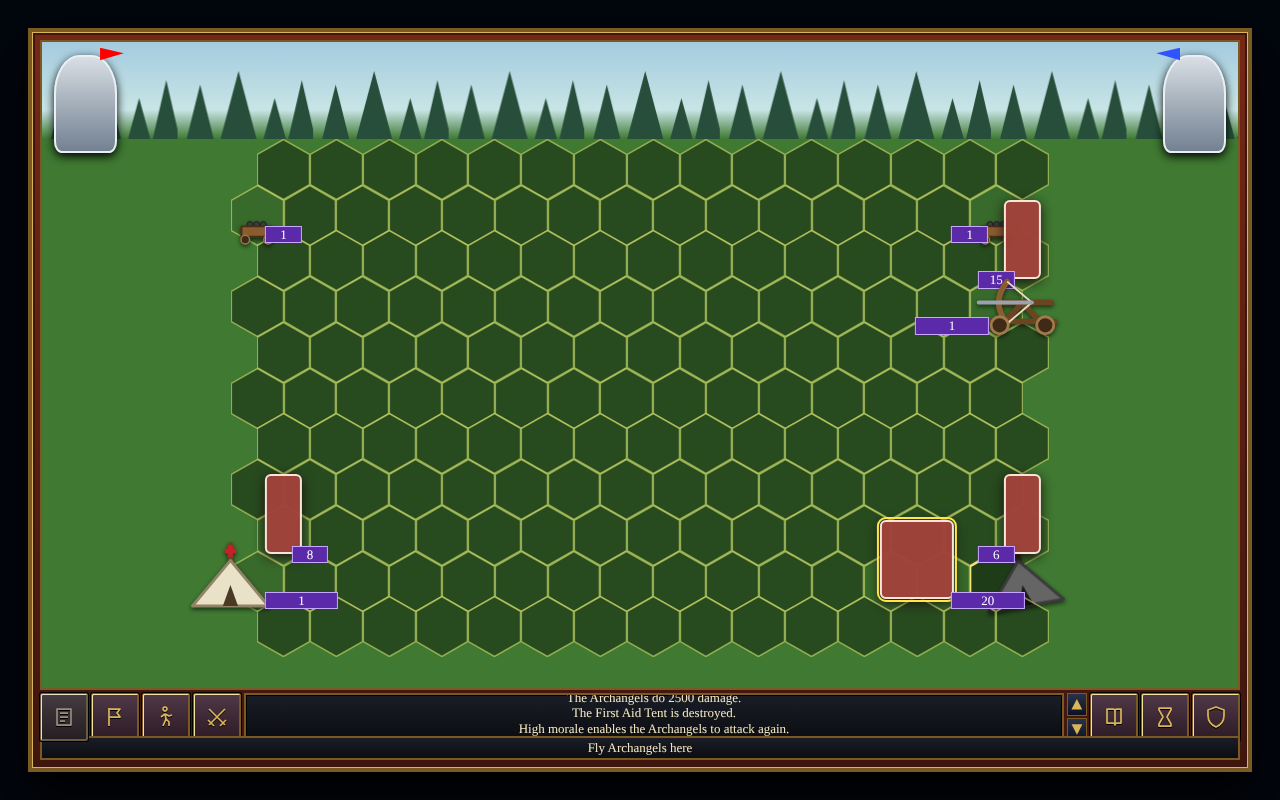 1
1
15
1
8
6
1
20
The Archangels do 2500 damage.
The First Aid Tent is destroyed.
High morale enables the Archangels to attack again.
Fly Archangels here